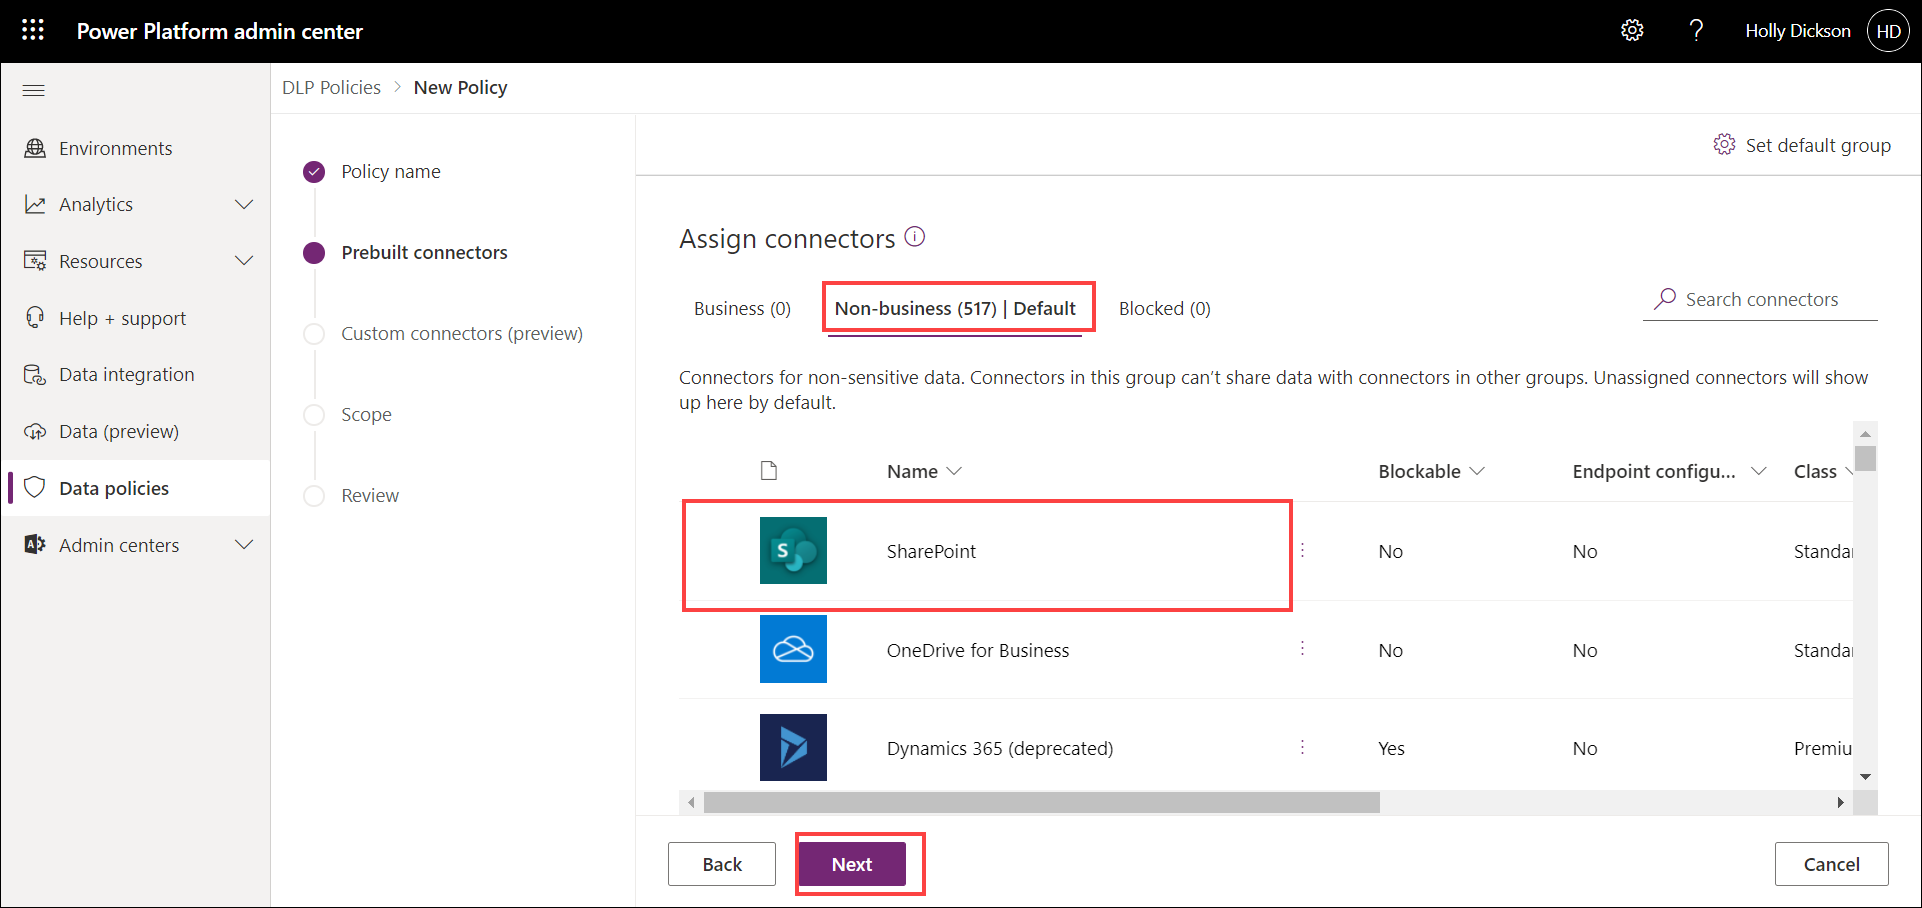 Power Platform admin center
Holly Dickson
HD
DLP Policies > New Policy
Environments
Analytics
Resources
Help + support
Data integration
Data (preview)
Data policies
Admin centers
Policy name
Prebuilt connectors
Custom connectors (preview)
Scope
Review
Set default group
Assign connectors
Business (0)
Non-business (517) | Default
Blocked (0)
Search connectors
Connectors for non-sensitive data. Connectors in this group can't share data with connectors in other groups. Unassigned connectors will show
up here by default.
Name
Blockable
Endpoint configu...
Class
SharePoint
No
No
Standar
OneDrive for Business
No
No
Standar
Dynamics 365 (deprecated)
Yes
No
Premiu
Back
Next
Cancel